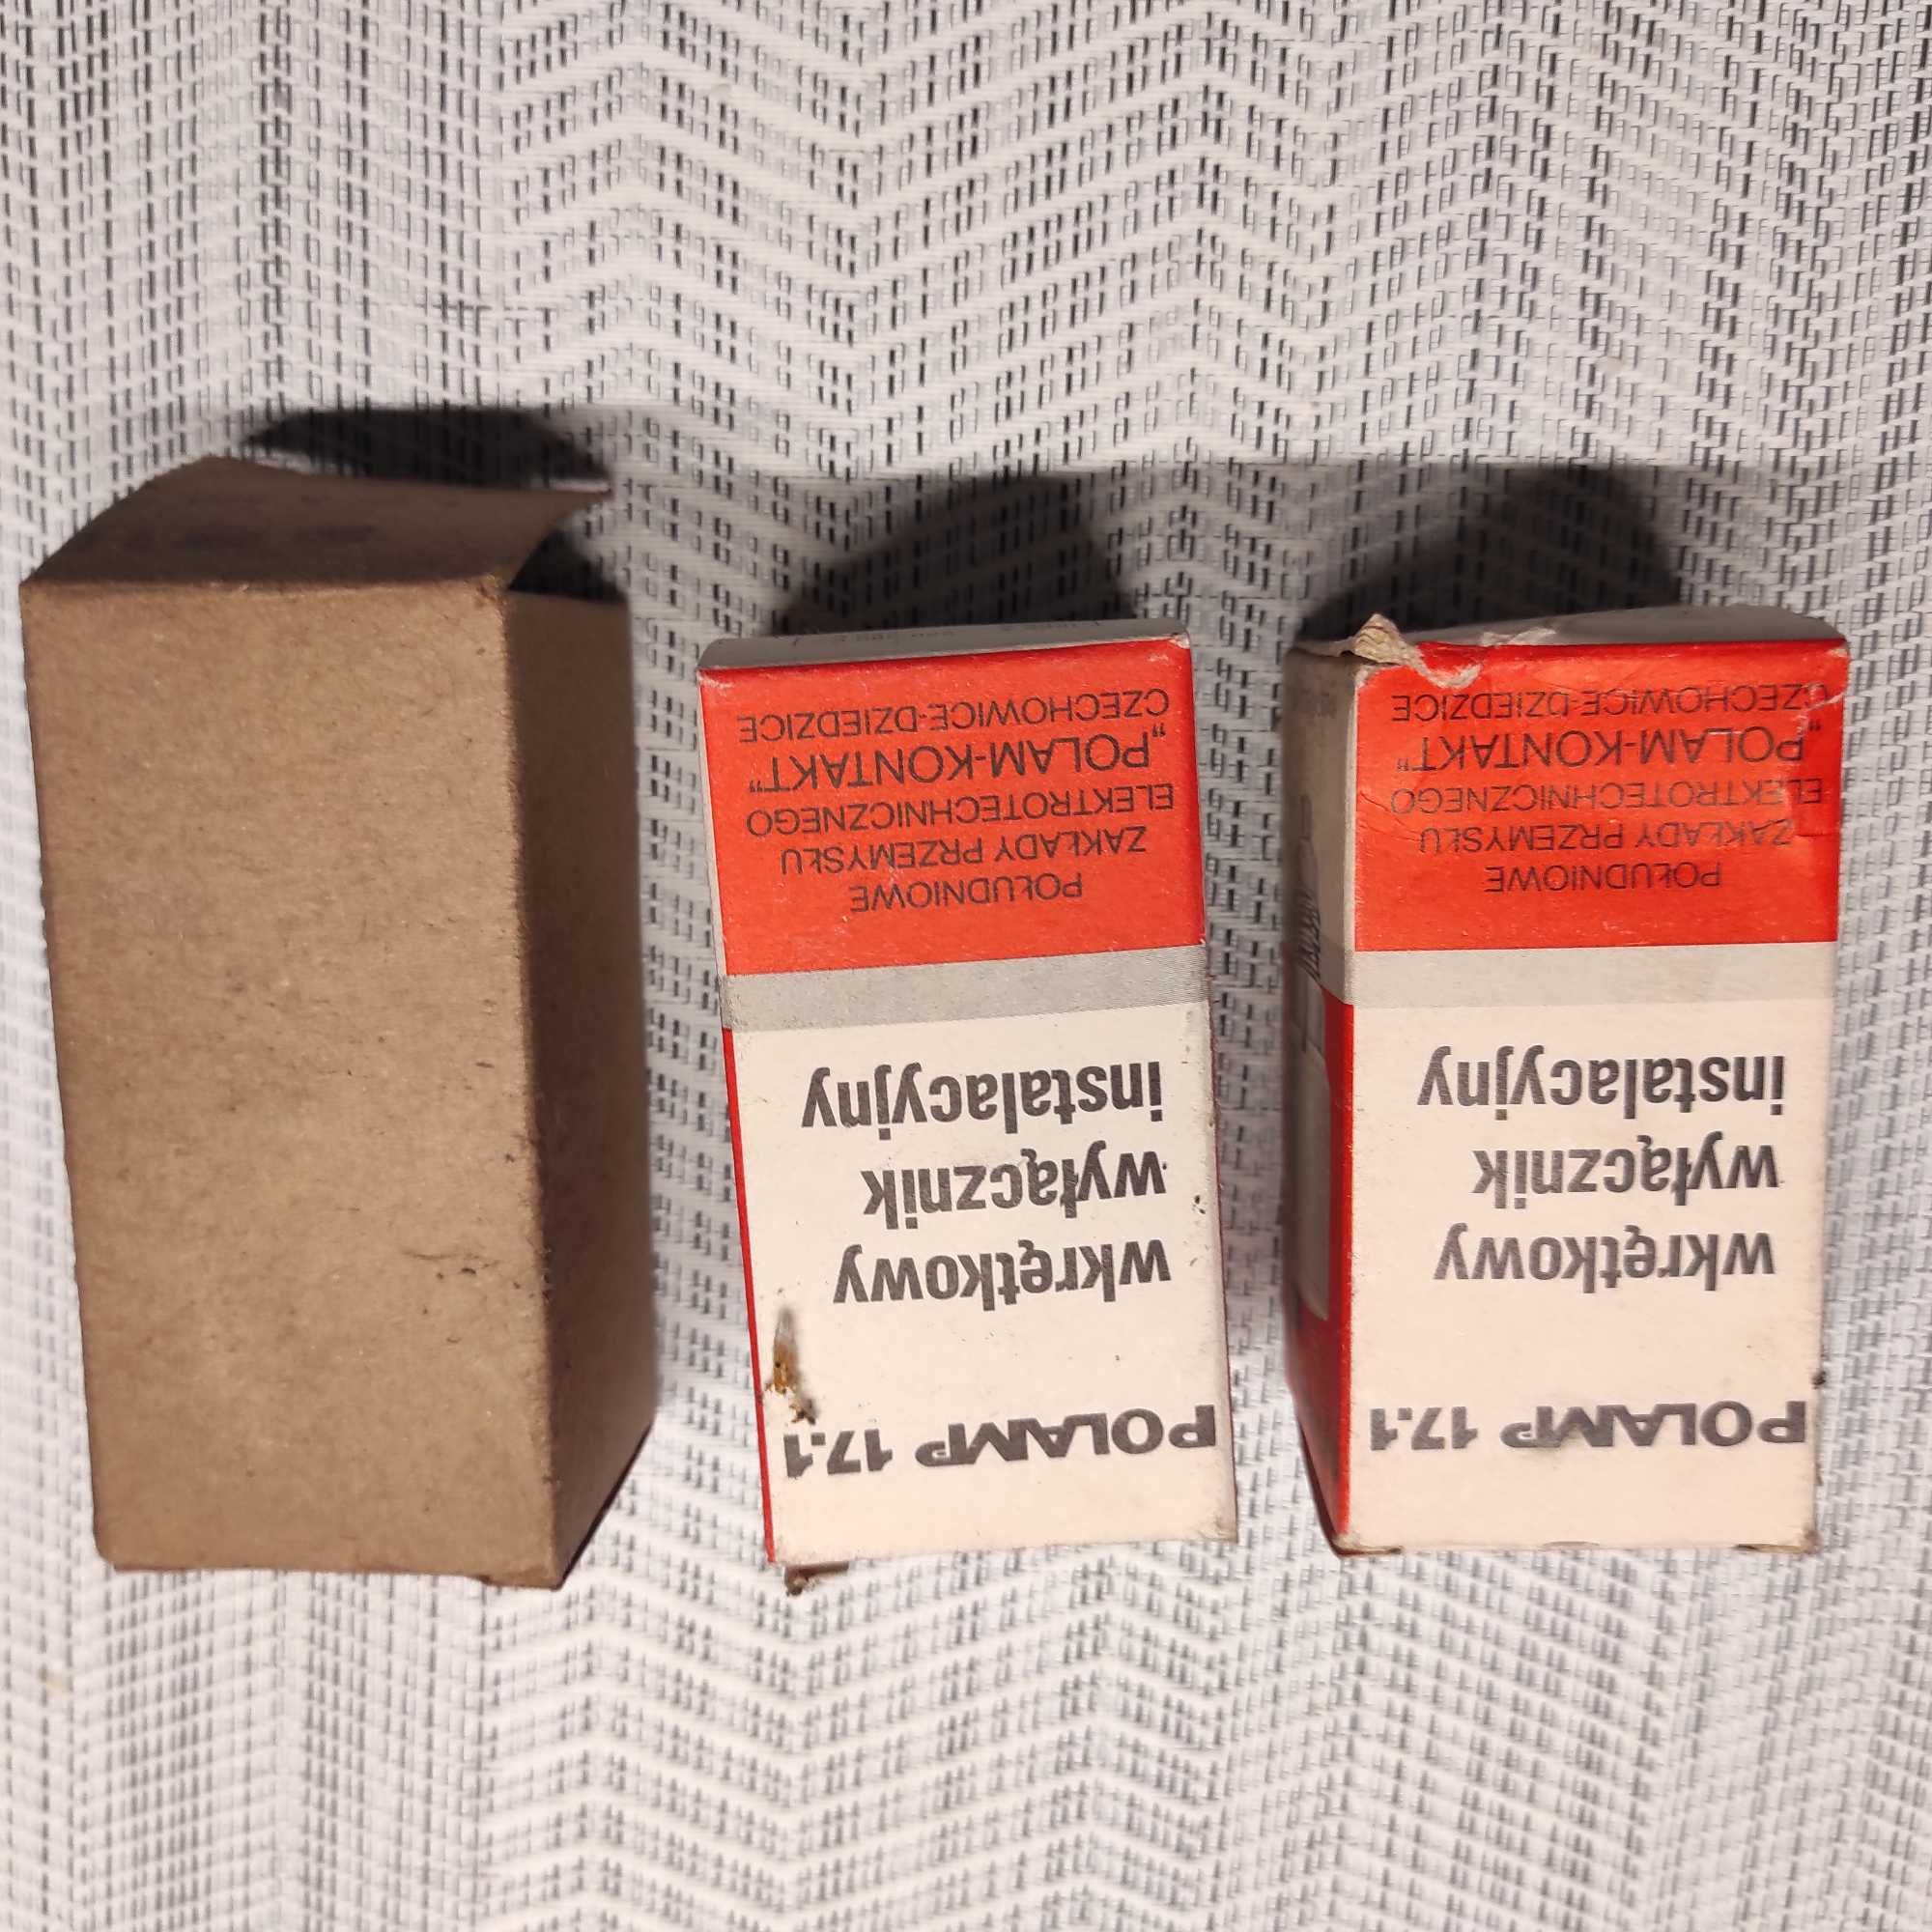 POLAMP 17.1
wkrętkowy
wyłącznik
instalacyjny
POŁUDNIOWE
ZAKŁADY PRZEMYSŁU
ELEKTROTECHNICZNEGO
„POLAM-KONTAKT”
CZECHOWICE-DZIEDZICE
POLAMP 17.1
wkrętkowy
wyłącznik
instalacyjny
POŁUDNIOWE
ZAKŁADY PRZEMYSŁU
ELEKTROTECHNICZNEGO
„POLAM-KONTAKT”
CZECHOWICE-DZIEDZICE